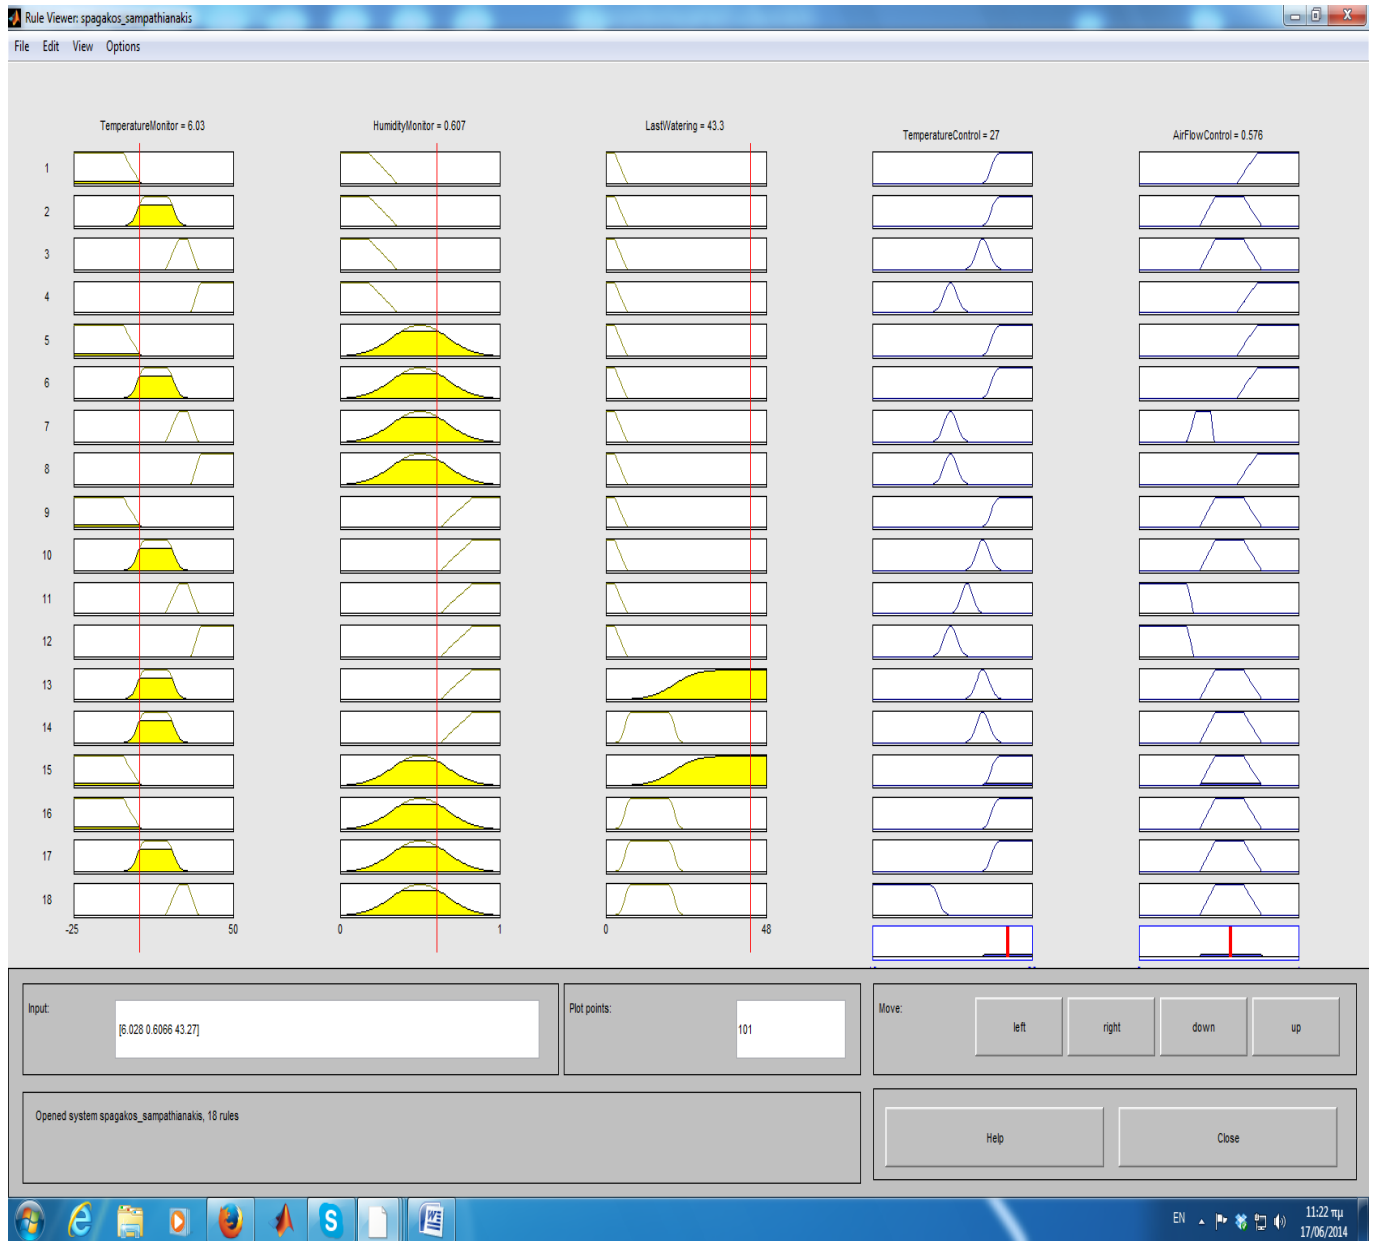 Rule Viewer: spagakos_sampathianakis
File Edit View Options
TemperatureMonitor = 6.03
HumidityMonitor = 0.607
LastWatering = 43.3
TemperatureControl = 27
AirFlowControl = 0.576
1
2
3
4
5
6
7
8
9
10
11
12
13
14
15
16
17
18
-25 50
0 1
0 48
Input:
[6.028 0.6066 43.27]
Plot points:
101
Move:
left
right
down
up
Opened system spagakos_sampathianakis, 18 rules
Help
Close
EN
11:22 πμ
17/06/2014